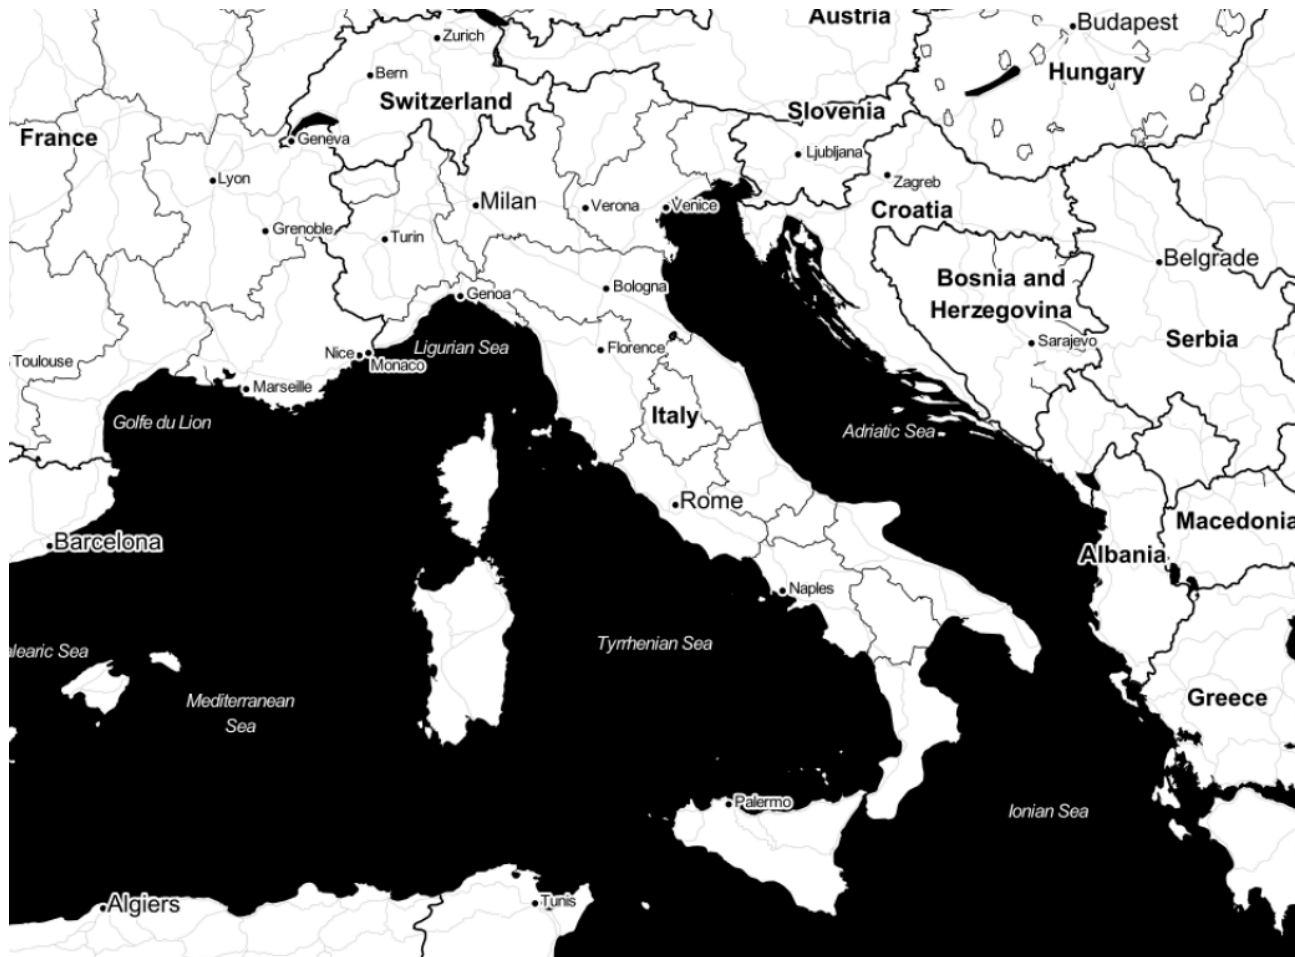 Austria
Budapest
Zurich
Hungary
Bern
Switzerland
Slovenia
France
Geneva
Ljubljana
Lyon
Zagreb
Milan
Verona
Venice
Croatia
Grenoble
Turin
Belgrade
Bosnia and
Herzegovina
Bologna
Genoa
Serbia
Sarajevo
Ligurian Sea
Florence
Nice
Monaco
Toulouse
Marseille
Italy
Golfe du Lion
Adriatic Sea
Rome
Macedonia
Barcelona
Albania
Naples
Tyrrhenian Sea
alearic Sea
Greece
Mediterranean
Sea
Palermo
Ionian Sea
Algiers
Tunis